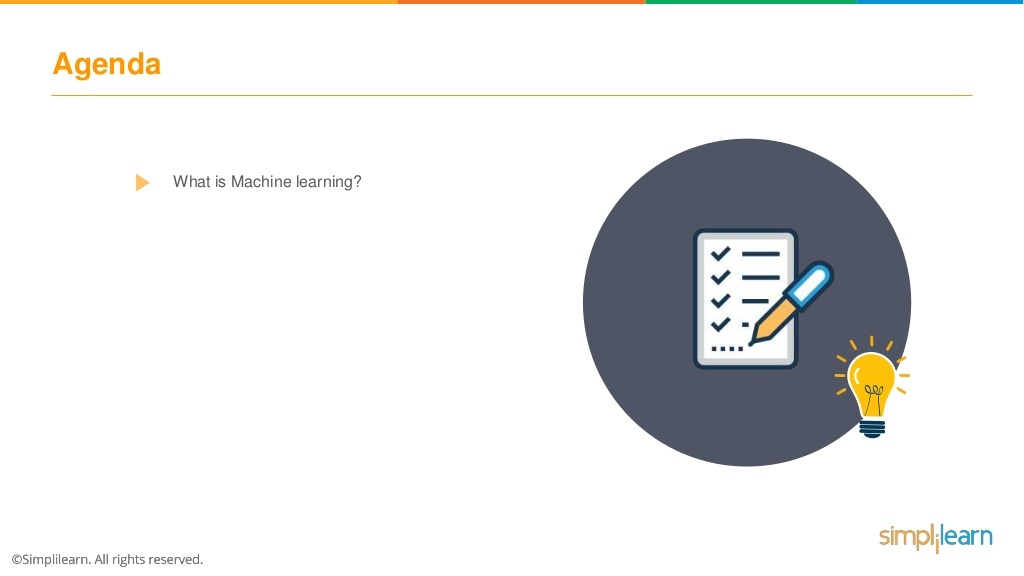 Agenda
What is Machine learning?
simplilearn
©Simplilearn. All rights reserved.